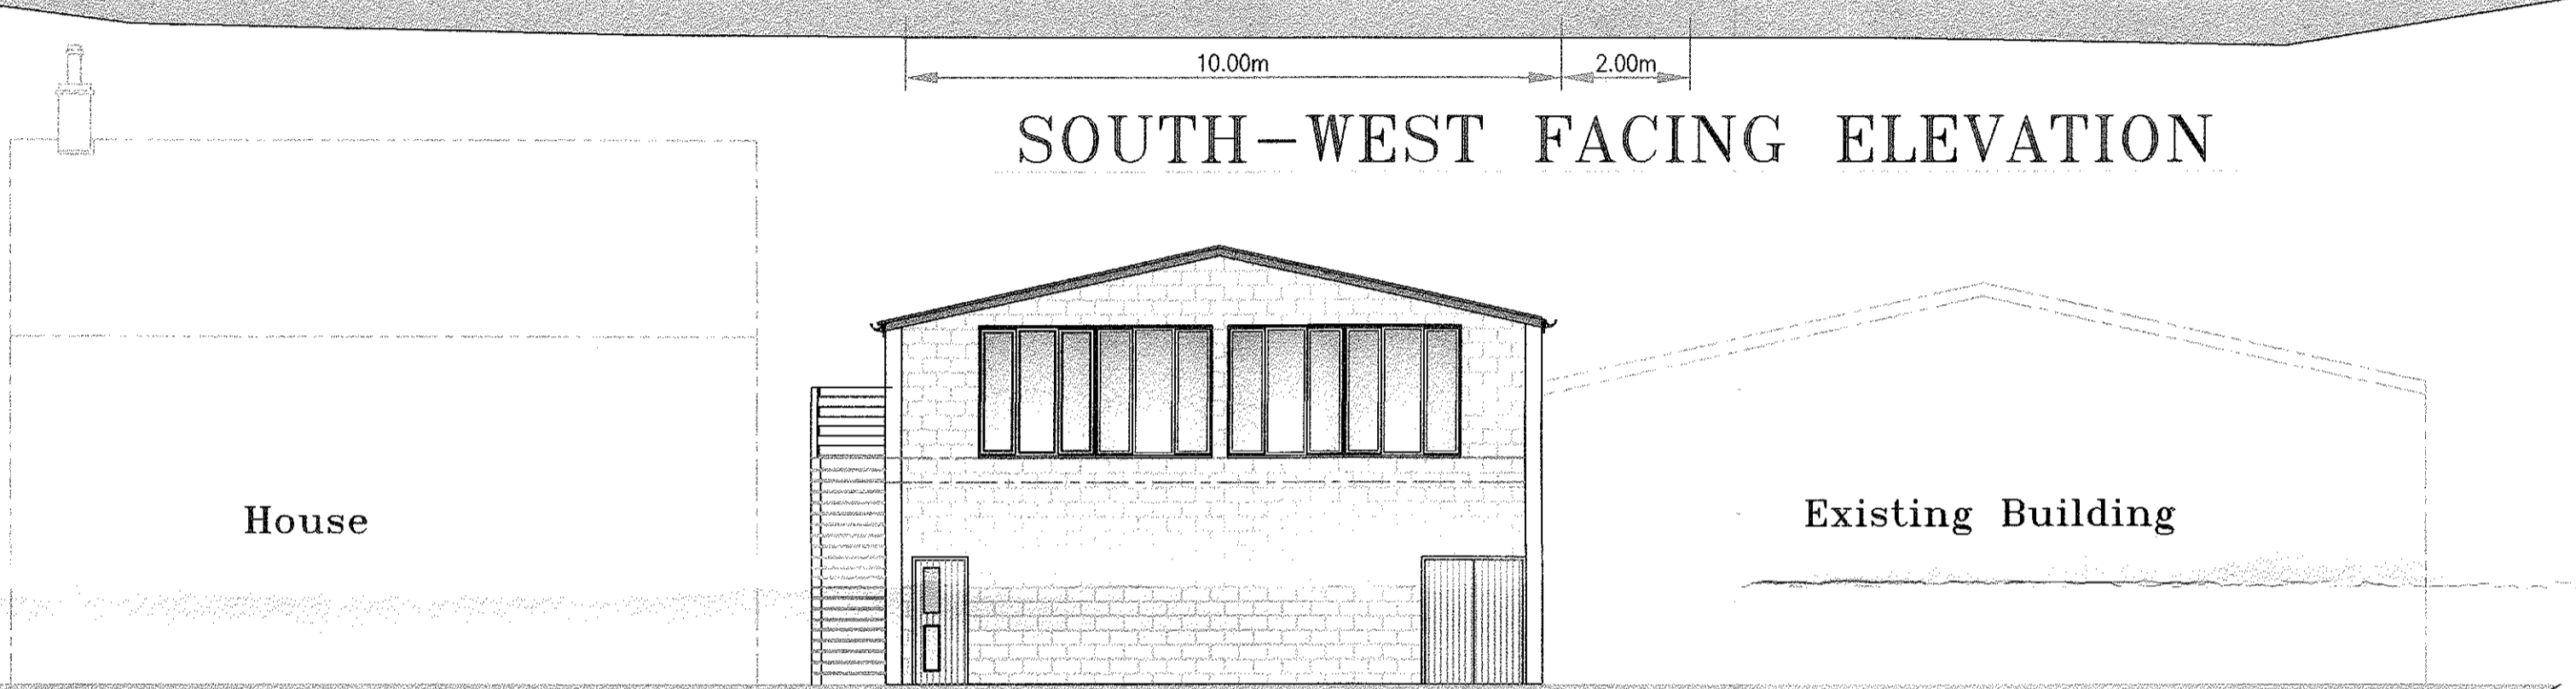 10.00m 2.00m
SOUTH-WEST FACING ELEVATION
House
Existing Building